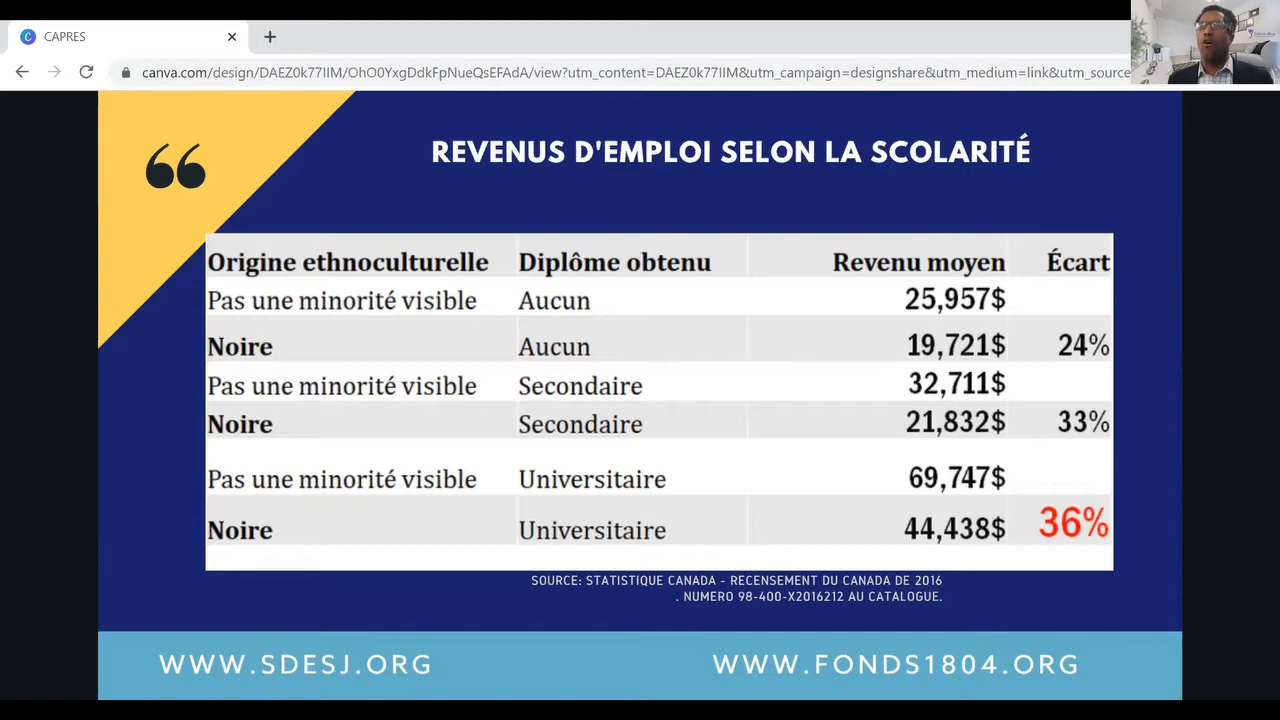 CAPRES
canva.com/design/DAEZ0k77IIM/OhO0YxgDdkFpNueQsEFAdA/view?utm_content=DAEZ0k77IIM&utm_campaign=designshare&utm_medium=link&utm_source
REVENUS D'EMPLOI SELON LA SCOLARITÉ
Origine ethnoculturelle Diplôme obtenu Revenu moyen Écart
Pas une minorité visible Aucun 25,957$
Noire Aucun 19,721$ 24%
Pas une minorité visible Secondaire 32,711$
Noire Secondaire 21,832$ 33%
Pas une minorité visible Universitaire 69,747$
Noire Universitaire 44,438$ 36%
SOURCE: STATISTIQUE CANADA - RECENSEMENT DU CANADA DE 2016
. NUMERO 98-400-X2016212 AU CATALOGUE.
WWW.SDESJ.ORG WWW.FONDS1804.ORG